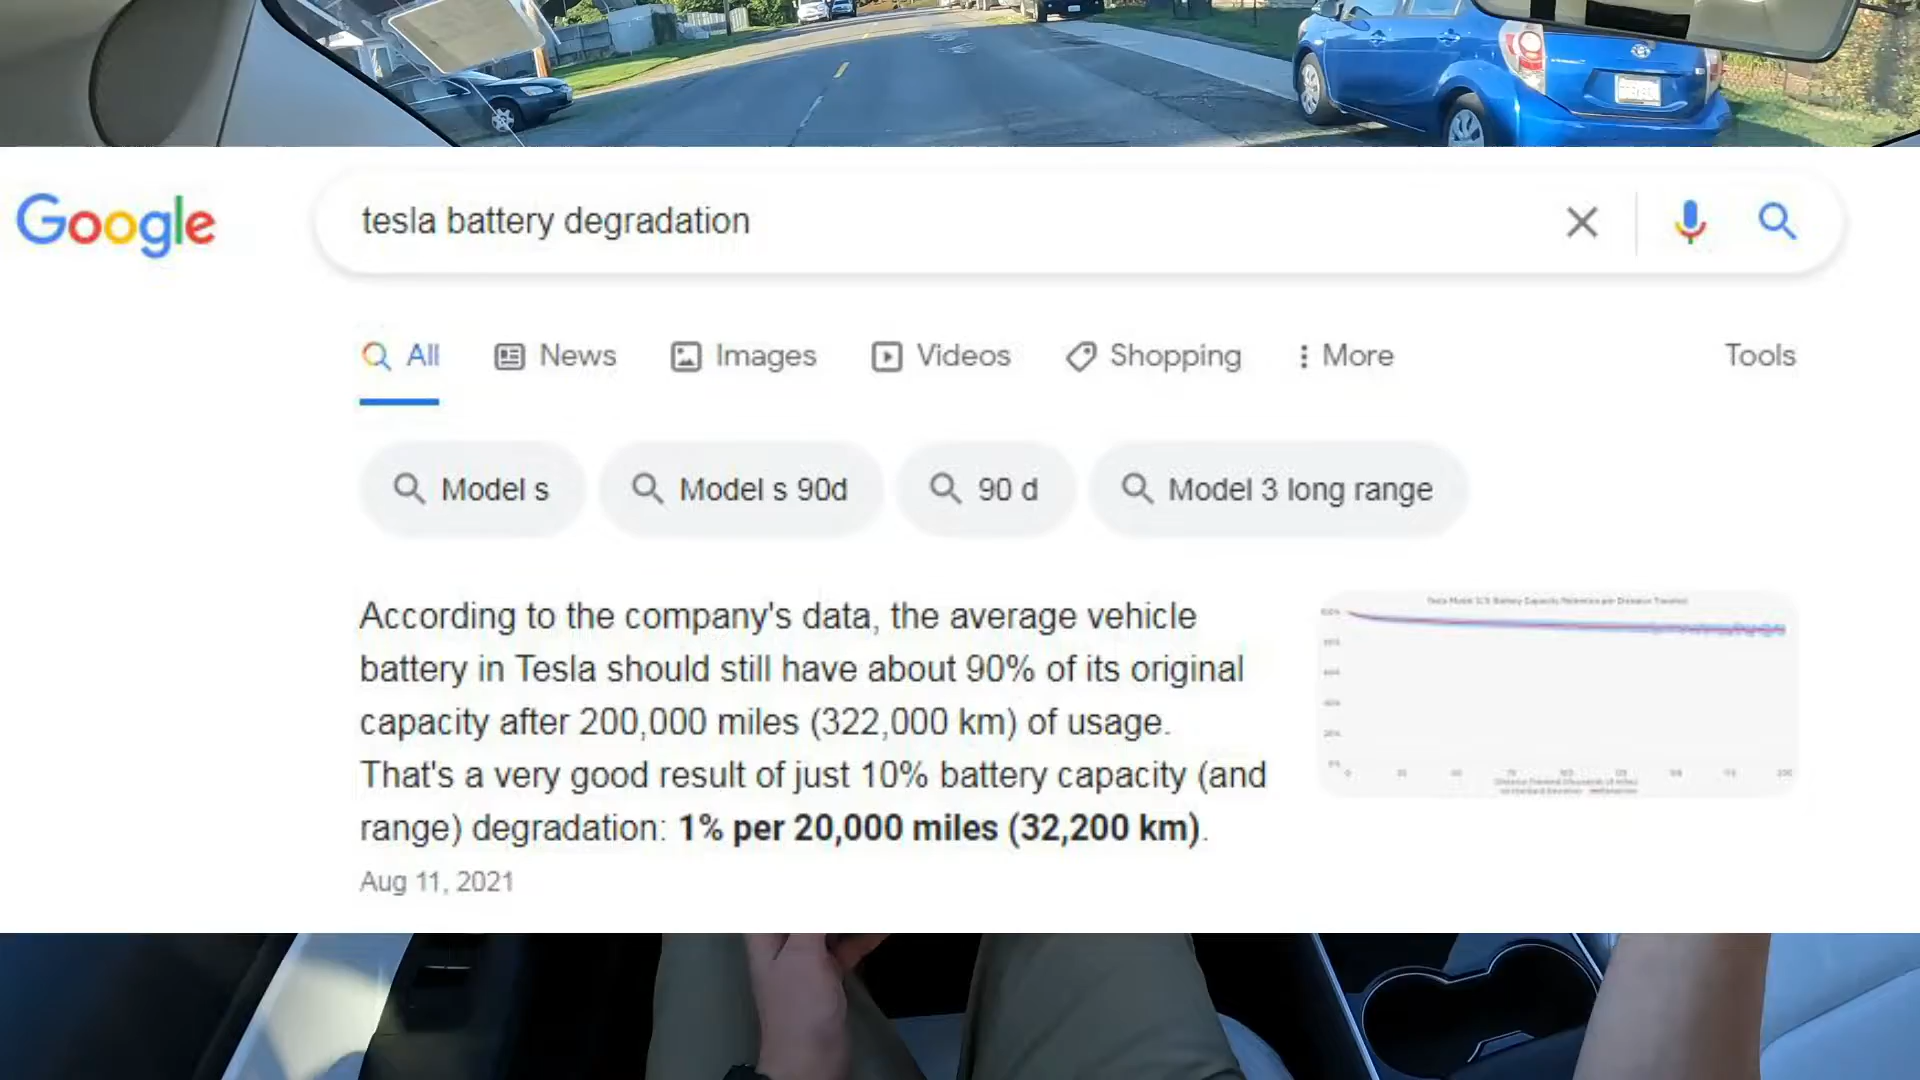 Google
tesla battery degradation
All News Images Videos Shopping More Tools
Model s Model s 90d 90 d Model 3 long range
According to the company's data, the average vehicle
battery in Tesla should still have about 90% of its original
capacity after 200,000 miles (322,000 km) of usage.
That's a very good result of just 10% battery capacity (and
range) degradation: 1% per 20,000 miles (32,200 km).
Aug 11, 2021